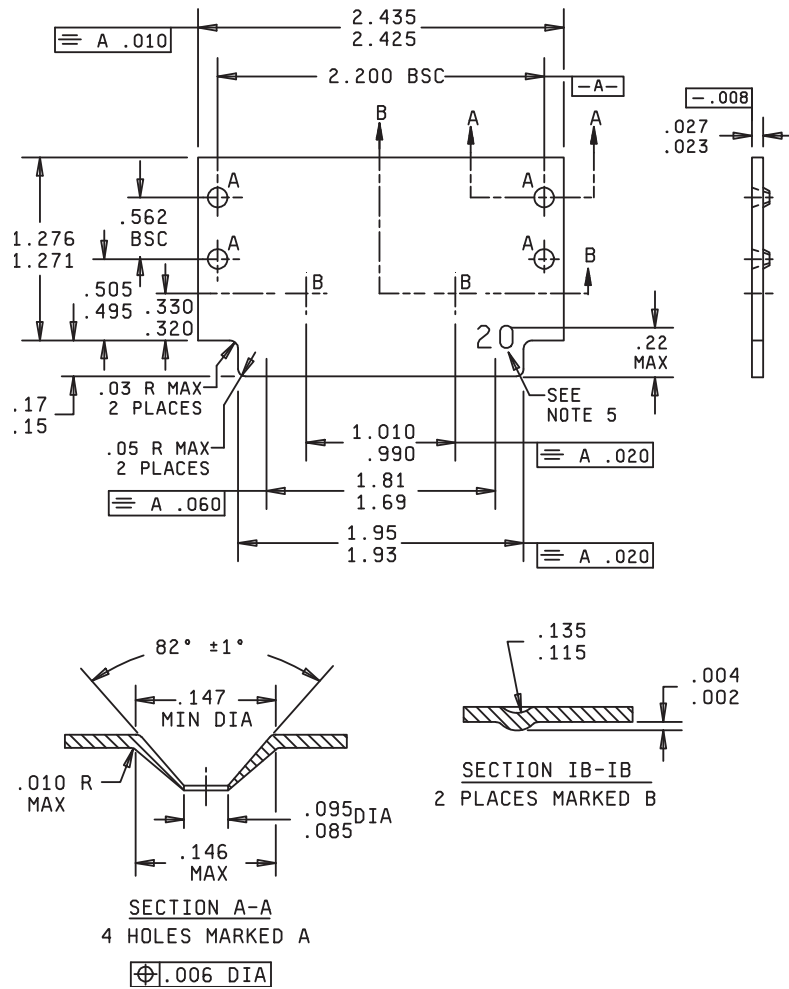 2.435
2.425
⌯ A .010
2.200 BSC
-A-
B
A
A
-.008
.027
.023
A
A
.562
BSC
1.276
1.271
A
A
B
.505
.495
.330
.320
B
B
20
.22
MAX
.03 R MAX
2 PLACES
SEE
NOTE 5
.17
.15
.05 R MAX
2 PLACES
1.010
.990
⌯ A .020
1.81
1.69
⌯ A .060
1.95
1.93
⌯ A .020
82° ±1°
.147
MIN DIA
.010 R
MAX
.095
.085
DIA
.146
MAX
SECTION A-A
4 HOLES MARKED A
⌖ .006 DIA
.135
.115
.004
.002
SECTION IB-IB
2 PLACES MARKED B